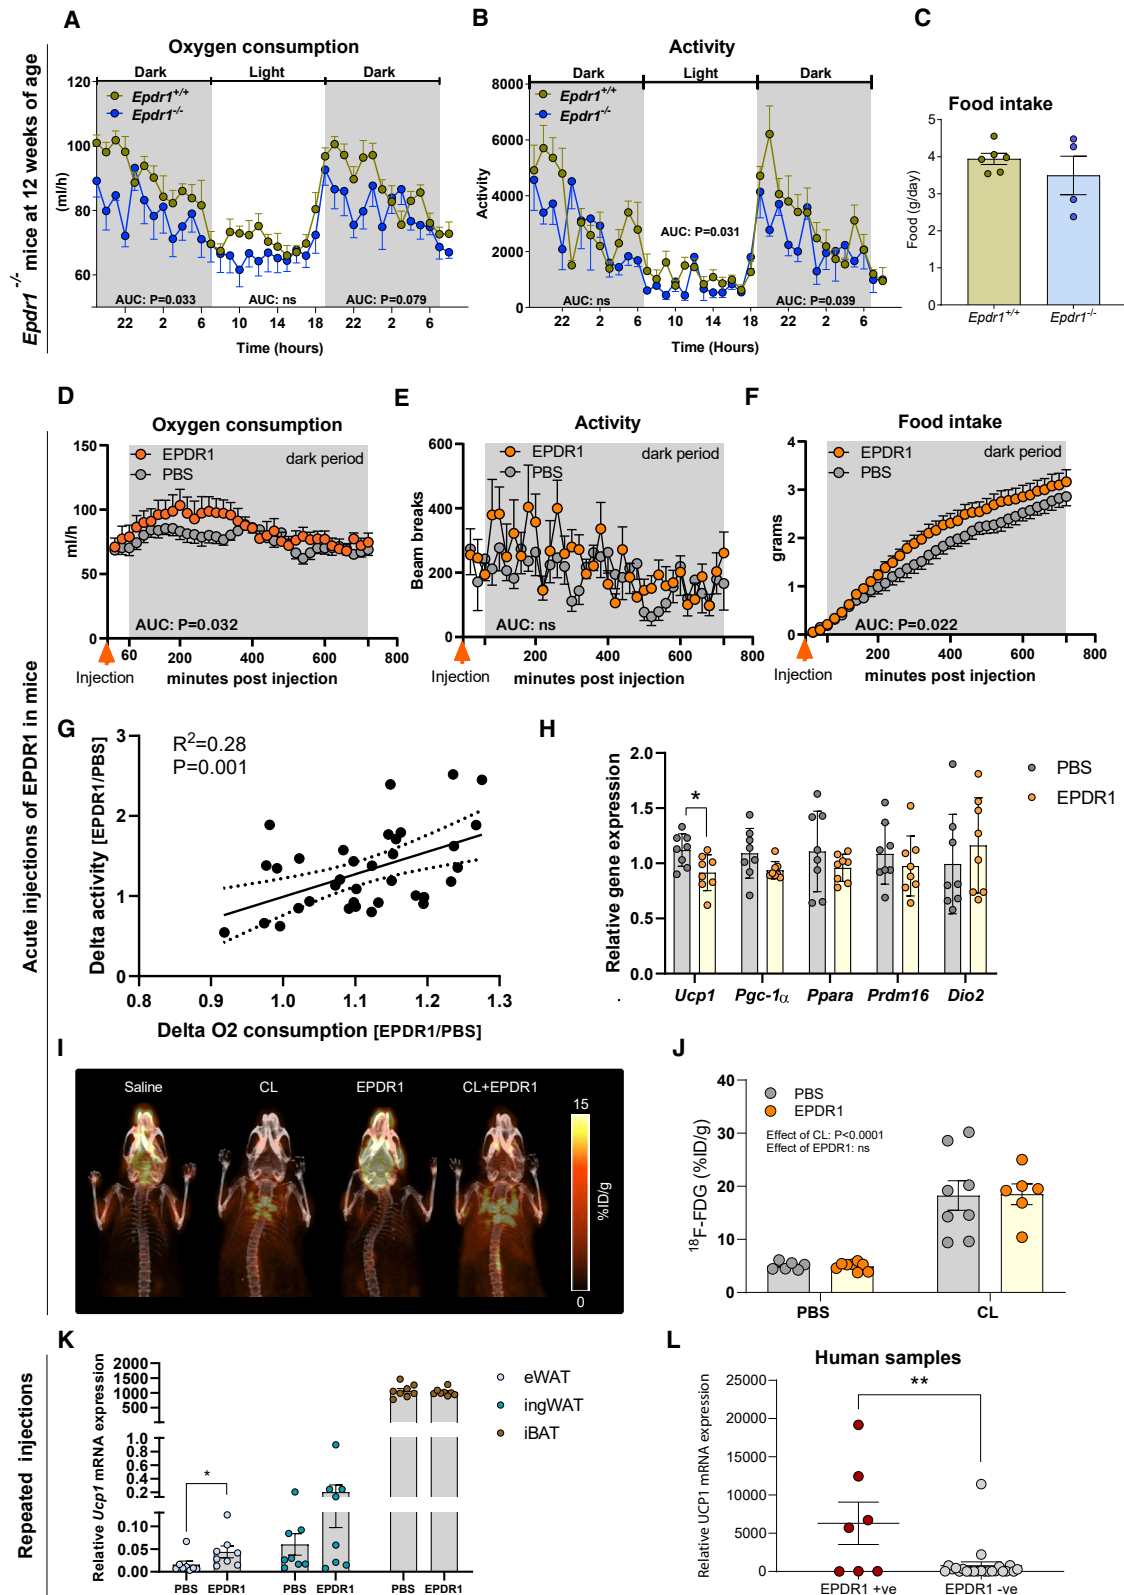 Epdr1 -/- mice at 12 weeks of age
A
Oxygen consumption
Dark Light Dark
Epdr1+/+
Epdr1-/-
(ml/h)
120
100
80
60
AUC: P=0.033 AUC: ns AUC: P=0.079
22 2 6 10 14 18 22 2 6
Time (hours)
B
Activity
Dark Light Dark
Epdr1+/+
Epdr1-/-
Activity
8000
6000
4000
2000
0
AUC: P=0.031
AUC: ns AUC: P=0.039
22 2 6 10 14 18 22 2 6
Time (Hours)
C
Food intake
Food (g/day)
5
4
3
2
1
0
Epdr1+/+ Epdr1-/-
Acute injections of EPDR1 in mice
D
Oxygen consumption
EPDR1
PBS
dark period
ml/h
150
100
50
0
AUC: P=0.032
60 200 400 600 800
Injection
minutes post injection
E
Activity
EPDR1
PBS
dark period
Beam breaks
600
400
200
0
AUC: ns
200 400 600 800
Injection
minutes post injection
F
Food intake
EPDR1
PBS
dark period
grams
4
3
2
1
0
AUC: P=0.022
200 400 600 800
Injection
minutes post injection
G
R2=0.28
P=0.001
Delta activity [EPDR1/PBS]
3
2
1
0
0.8 0.9 1.0 1.1 1.2 1.3
Delta O2 consumption [EPDR1/PBS]
H
Relative gene expression
2.0
1.5
1.0
0.5
0.0
*
PBS
EPDR1
Ucp1 Pgc-1α Ppara Prdm16 Dio2
I
Saline CL EPDR1 CL+EPDR1
15
%ID/g
0
J
18F-FDG (%ID/g)
40
30
20
10
0
PBS
EPDR1
Effect of CL: P<0.0001
Effect of EPDR1: ns
PBS CL
Repeated injections
K
Relative Ucp1 mRNA expression
2000
1500
1000
500
1.0
0.8
0.6
0.4
0.2
0.10
0.05
0.00
*
eWAT
ingWAT
iBAT
PBS EPDR1 PBS EPDR1 PBS EPDR1
L
Human samples
Relative UCP1 mRNA expression
25000
20000
15000
10000
5000
0
**
EPDR1 +ve EPDR1 -ve